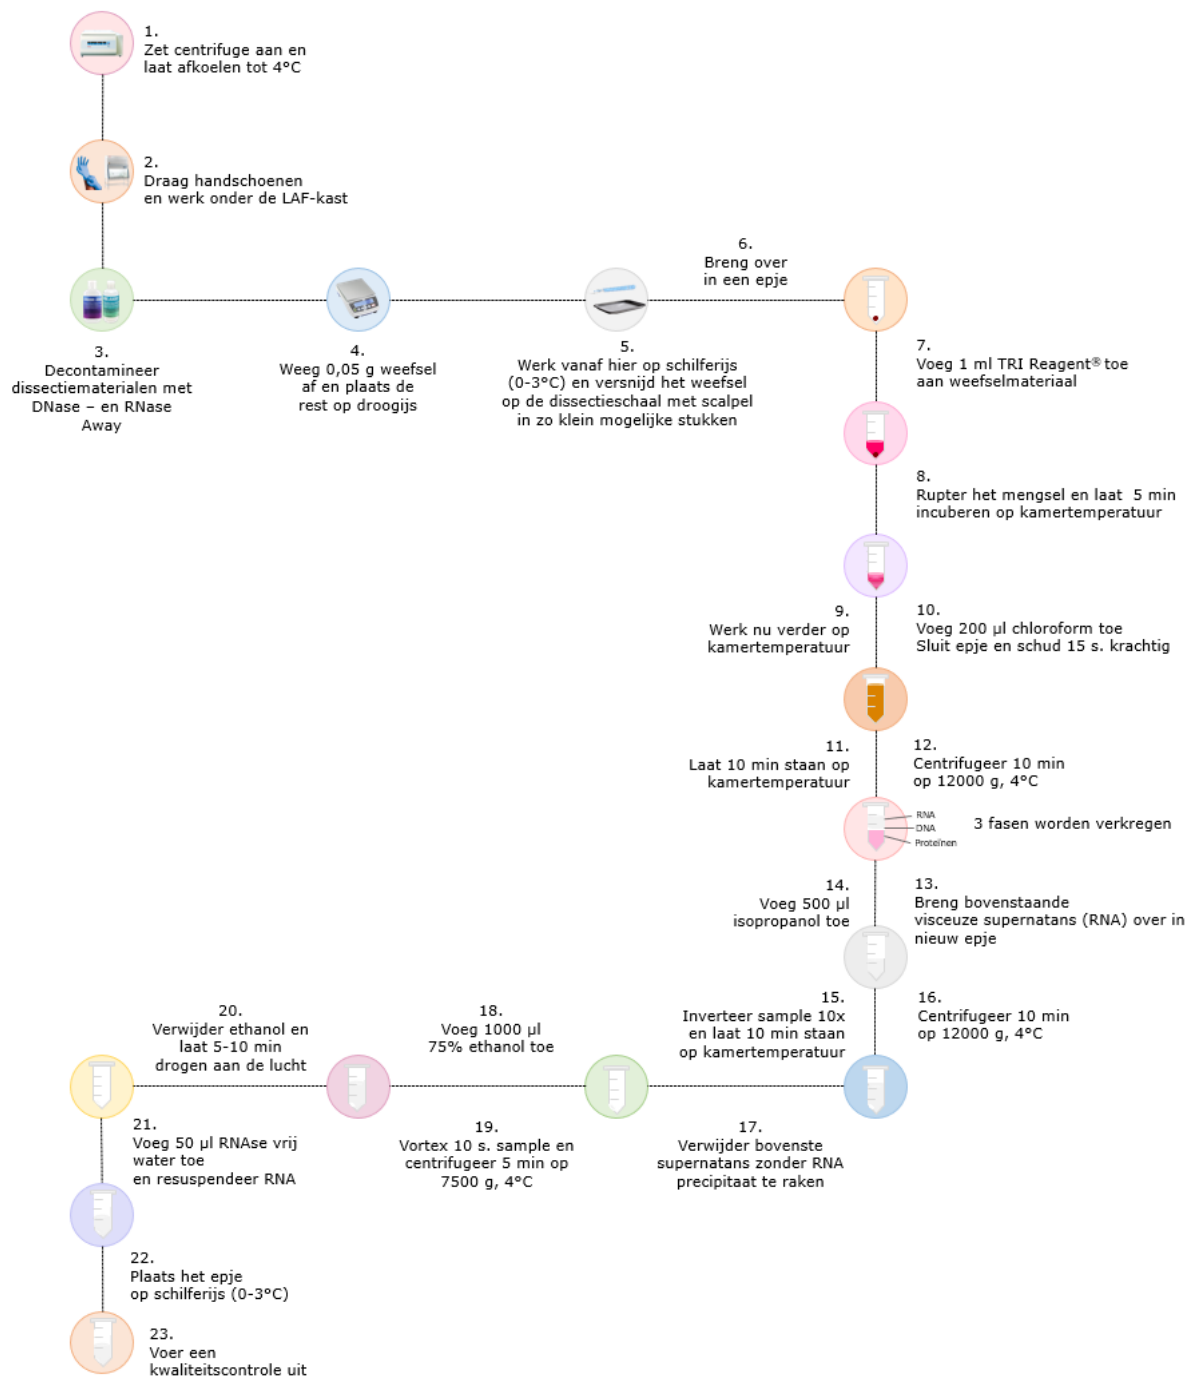 1.
Zet centrifuge aan en
laat afkoelen tot 4°C
2.
Draag handschoenen
en werk onder de LAF-kast
3.
Decontamineer
dissectiematerialen met
DNase – en RNase
Away
4.
Weeg 0,05 g weefsel
af en plaats de
rest op droogijs
5.
Werk vanaf hier op schilferijs
(0-3°C) en versnijd het weefsel
op de dissectieschaal met scalpel
in zo klein mogelijke stukken
6.
Breng over
in een epje
7.
Voeg 1 ml TRI Reagent® toe
aan weefselmateriaal
8.
Rupter het mengsel en laat 5 min
incuberen op kamertemperatuur
9.
Werk nu verder op
kamertemperatuur
10.
Voeg 200 µl chloroform toe
Sluit epje en schud 15 s. krachtig
11.
Laat 10 min staan op
kamertemperatuur
12.
Centrifugeer 10 min
op 12000 g, 4°C
RNA
DNA
Proteïnen
3 fasen worden verkregen
13.
Breng bovenstaande
visceuze supernatans (RNA) over in
nieuw epje
14.
Voeg 500 µl
isopropanol toe
15.
Inverteer sample 10x
en laat 10 min staan
op kamertemperatuur
16.
Centrifugeer 10 min
op 12000 g, 4°C
17.
Verwijder bovenste
supernatans zonder RNA
precipitaat te raken
18.
Voeg 1000 µl
75% ethanol toe
19.
Vortex 10 s. sample en
centrifugeer 5 min op
7500 g, 4°C
20.
Verwijder ethanol en
laat 5-10 min
drogen aan de lucht
21.
Voeg 50 µl RNAse vrij
water toe
en resuspendeer RNA
22.
Plaats het epje
op schilferijs (0-3°C)
23.
Voer een
kwaliteitscontrole uit